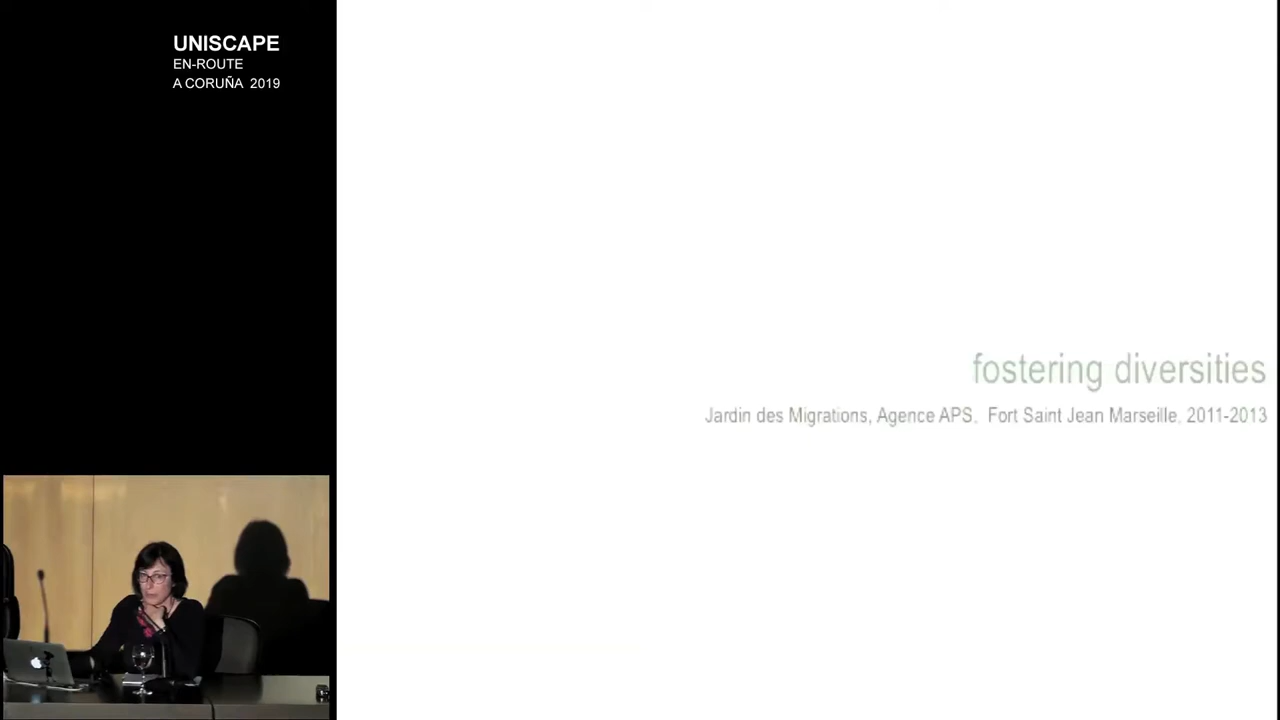 UNISCAPE
EN-ROUTE
A CORUÑA 2019
fostering diversities
Jardin des Migrations, Agence APS. Fort Saint Jean Marseille. 2011-2013